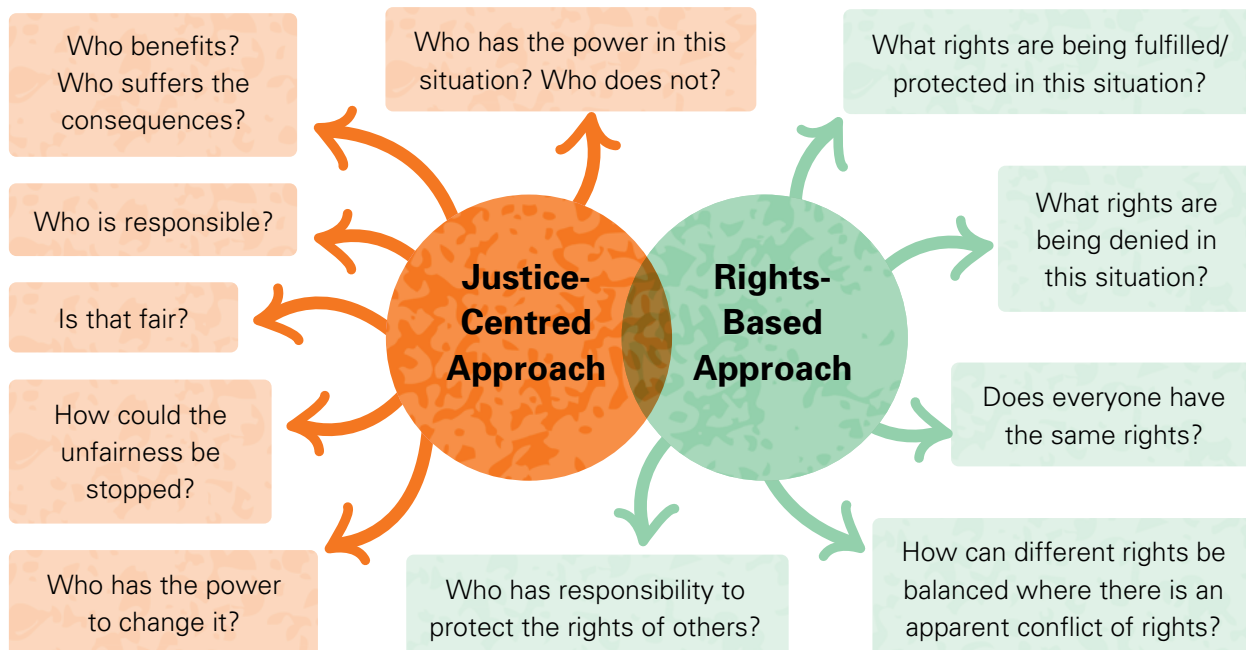 Who benefits?
Who suffers the
consequences?
Who has the power in this
situation? Who does not?
What rights are being fulfilled/
protected in this situation?
Who is responsible?
What rights are
being denied in
this situation?
Is that fair?
Justice-
Centred
Approach
Rights-
Based
Approach
How could the
unfairness be
stopped?
Does everyone have
the same rights?
Who has the power
to change it?
Who has responsibility to
protect the rights of others?
How can different rights be
balanced where there is an
apparent conflict of rights?